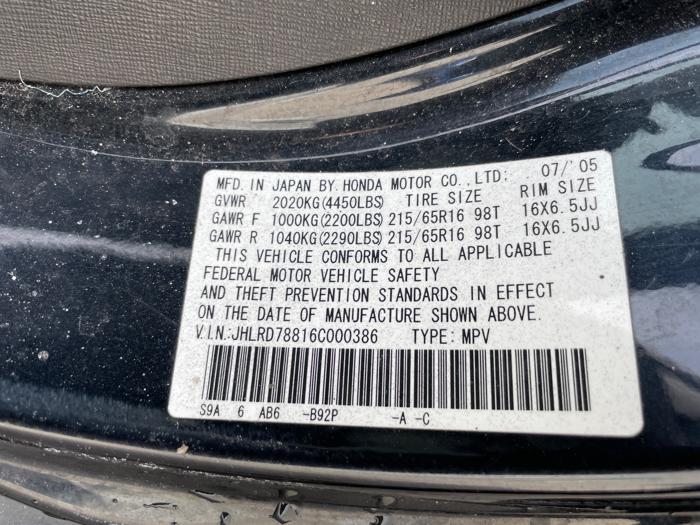 MFD. IN JAPAN BY HONDA MOTOR CO., LTD: 07/'05
GVWR 2020KG(4450LBS) TIRE SIZE RIM SIZE
GAWR F 1000KG(2200LBS) 215/65R16 98T 16X6.5JJ
GAWR R 1040KG(2290LBS) 215/65R16 98T 16X6.5JJ
THIS VEHICLE CONFORMS TO ALL APPLICABLE
FEDERAL MOTOR VEHICLE SAFETY
AND THEFT PREVENTION STANDARDS IN EFFECT
ON THE DATE OF MANUFACTURE SHOWN ABOVE.
V.I.N.:JHLRD78816C000386 TYPE: MPV
S9A 6 AB6 -B92P -A -C